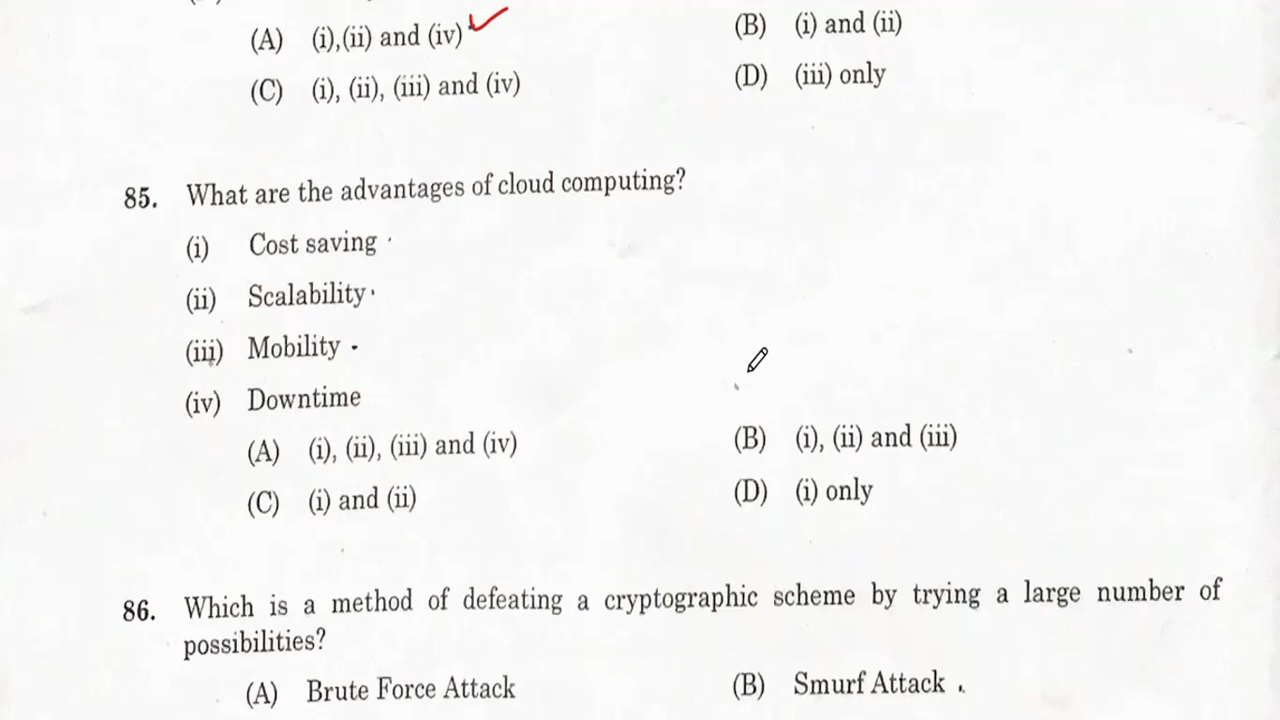 (A) (i),(ii) and (iv)
(B) (i) and (ii)
(C) (i), (ii), (iii) and (iv)
(D) (iii) only
85. What are the advantages of cloud computing?
(i) Cost saving
(ii) Scalability
(iii) Mobility
(iv) Downtime
(A) (i), (ii), (iii) and (iv)
(B) (i), (ii) and (iii)
(C) (i) and (ii)
(D) (i) only
86. Which is a method of defeating a cryptographic scheme by trying a large number of
possibilities?
(A) Brute Force Attack
(B) Smurf Attack